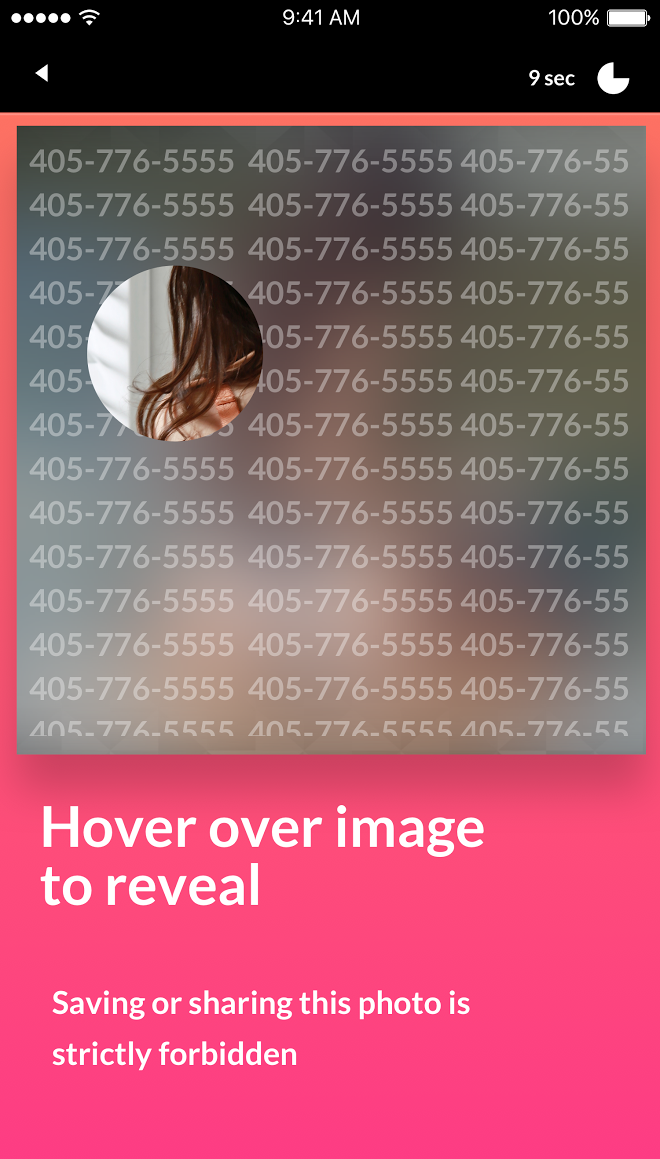 9:41 AM 100%
9 sec
405-776-5555 405-776-5555 405-776-55
405-776-5555 405-776-5555 405-776-55
405-776-5555 405-776-5555 405-776-55
405-7 405-776-5555 405-776-55
405- 405-776-5555 405-776-55
405- 405-776-5555 405-776-55
405-7 5 405-776-5555 405-776-55
405-776-5555 405-776-5555 405-776-55
405-776-5555 405-776-5555 405-776-55
405-776-5555 405-776-5555 405-776-55
405-776-5555 405-776-5555 405-776-55
405-776-5555 405-776-5555 405-776-55
405-776-5555 405-776-5555 405-776-55
405-776-5555 405-776-5555 405-776-55
Hover over image
to reveal
Saving or sharing this photo is
strictly forbidden